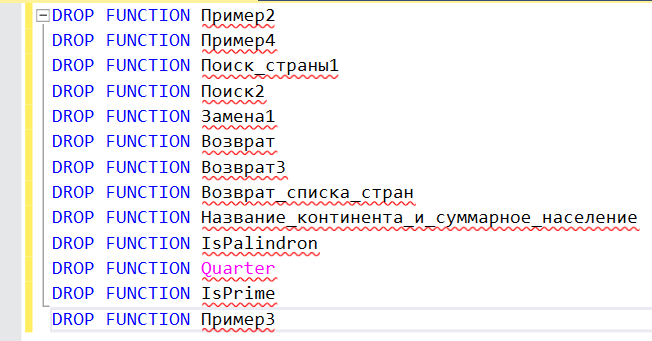 DROP FUNCTION Пример2
DROP FUNCTION Пример4
DROP FUNCTION Поиск_страны1
DROP FUNCTION Поиск2
DROP FUNCTION Замена1
DROP FUNCTION Возврат
DROP FUNCTION Возврат3
DROP FUNCTION Возврат_списка_стран
DROP FUNCTION Название_континента_и_суммарное_население
DROP FUNCTION IsPalindron
DROP FUNCTION Quarter
DROP FUNCTION IsPrime
DROP FUNCTION Пример3